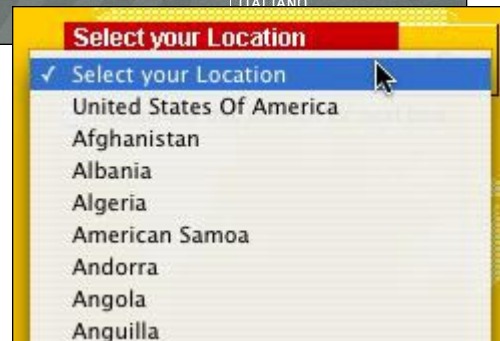 ITALIANO
Select your Location
✓ Select your Location
United States Of America
Afghanistan
Albania
Algeria
American Samoa
Andorra
Angola
Anguilla